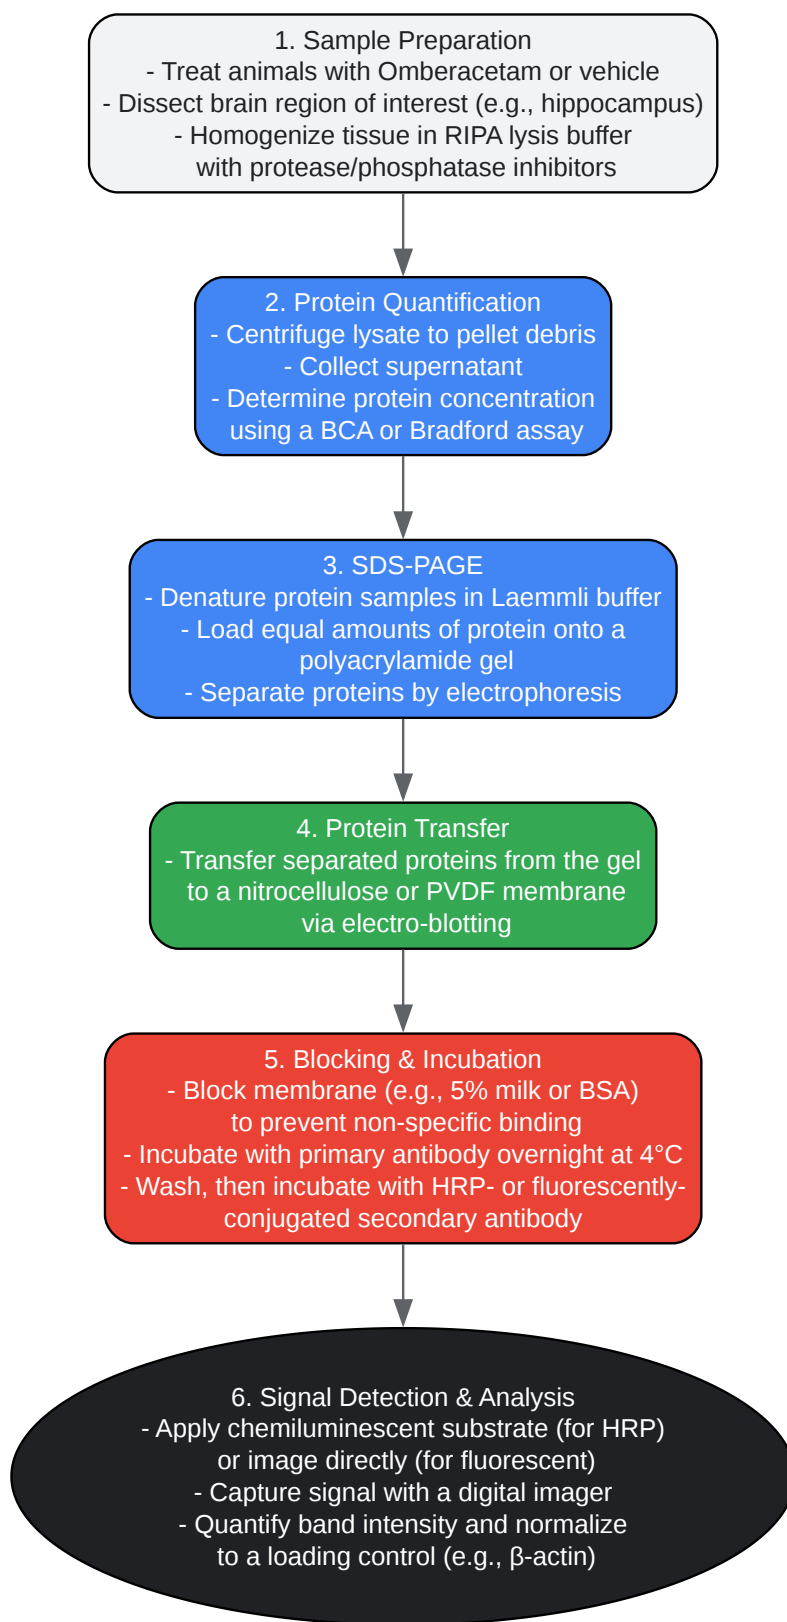 1. Sample Preparation
- Treat animals with Omberacetam or vehicle
- Dissect brain region of interest (e.g., hippocampus)
- Homogenize tissue in RIPA lysis buffer
with protease/phosphatase inhibitors
2. Protein Quantification
- Centrifuge lysate to pellet debris
- Collect supernatant
- Determine protein concentration
using a BCA or Bradford assay
3. SDS-PAGE
- Denature protein samples in Laemmli buffer
- Load equal amounts of protein onto a
polyacrylamide gel
- Separate proteins by electrophoresis
4. Protein Transfer
- Transfer separated proteins from the gel
to a nitrocellulose or PVDF membrane
via electro-blotting
5. Blocking & Incubation
- Block membrane (e.g., 5% milk or BSA)
to prevent non-specific binding
- Incubate with primary antibody overnight at 4°C
- Wash, then incubate with HRP- or fluorescently-
conjugated secondary antibody
6. Signal Detection & Analysis
- Apply chemiluminescent substrate (for HRP)
or image directly (for fluorescent)
- Capture signal with a digital imager
- Quantify band intensity and normalize
to a loading control (e.g., β-actin)